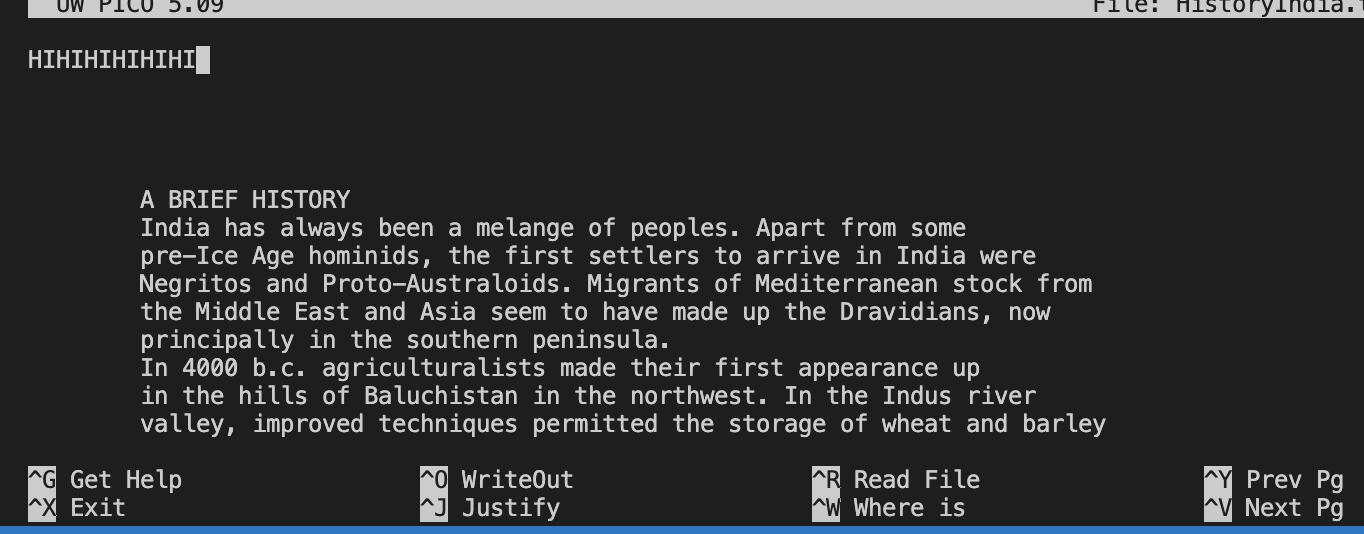 UW PICO 5.09 File: HistoryIndia.
HIHIHIHIHIHI
A BRIEF HISTORY
India has always been a melange of peoples. Apart from some
pre-Ice Age hominids, the first settlers to arrive in India were
Negritos and Proto-Australoids. Migrants of Mediterranean stock from
the Middle East and Asia seem to have made up the Dravidians, now
principally in the southern peninsula.
In 4000 b.c. agriculturalists made their first appearance up
in the hills of Baluchistan in the northwest. In the Indus river
valley, improved techniques permitted the storage of wheat and barley
^G Get Help ^O WriteOut ^R Read File ^Y Prev Pg
^X Exit ^J Justify ^W Where is ^V Next Pg